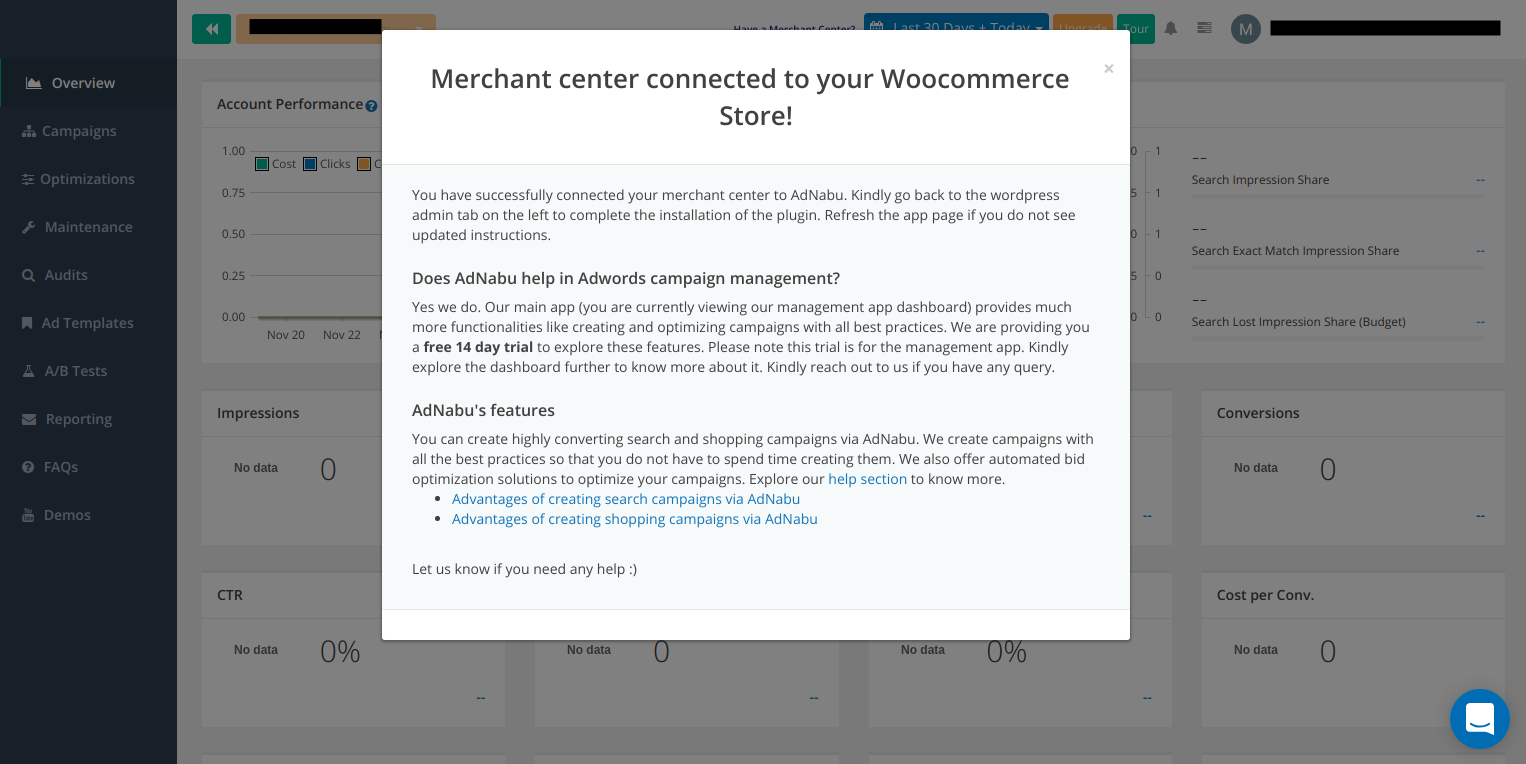 Have a Merchant Center?
Last 30 Days + Today
Upgrade
Tour
M
Overview
Campaigns
Optimizations
Maintenance
Audits
Ad Templates
A/B Tests
Reporting
FAQs
Demos
Account Performance
1.00
0.75
0.50
0.25
0.00
Cost
Clicks
Nov 20
Nov 22
×
Merchant center connected to your Woocommerce
Store!
You have successfully connected your merchant center to AdNabu. Kindly go back to the wordpress
admin tab on the left to complete the installation of the plugin. Refresh the app page if you do not see
updated instructions.
Does AdNabu help in Adwords campaign management?
Yes we do. Our main app (you are currently viewing our management app dashboard) provides much
more functionalities like creating and optimizing campaigns with all best practices. We are providing you
a free 14 day trial to explore these features. Please note this trial is for the management app. Kindly
explore the dashboard further to know more about it. Kindly reach out to us if you have any query.
AdNabu's features
You can create highly converting search and shopping campaigns via AdNabu. We create campaigns with
all the best practices so that you do not have to spend time creating them. We also offer automated bid
optimization solutions to optimize your campaigns. Explore our help section to know more.
• Advantages of creating search campaigns via AdNabu
• Advantages of creating shopping campaigns via AdNabu
Let us know if you need any help :)
0 1
5 1
0 1
5 0
0 0
--
Search Impression Share --
--
Search Exact Match Impression Share --
--
Search Lost Impression Share (Budget) --
Impressions
No data 0
--
Conversions
No data 0
--
CTR
No data 0%
--
No data 0
--
No data 0%
--
Cost per Conv.
No data 0
--